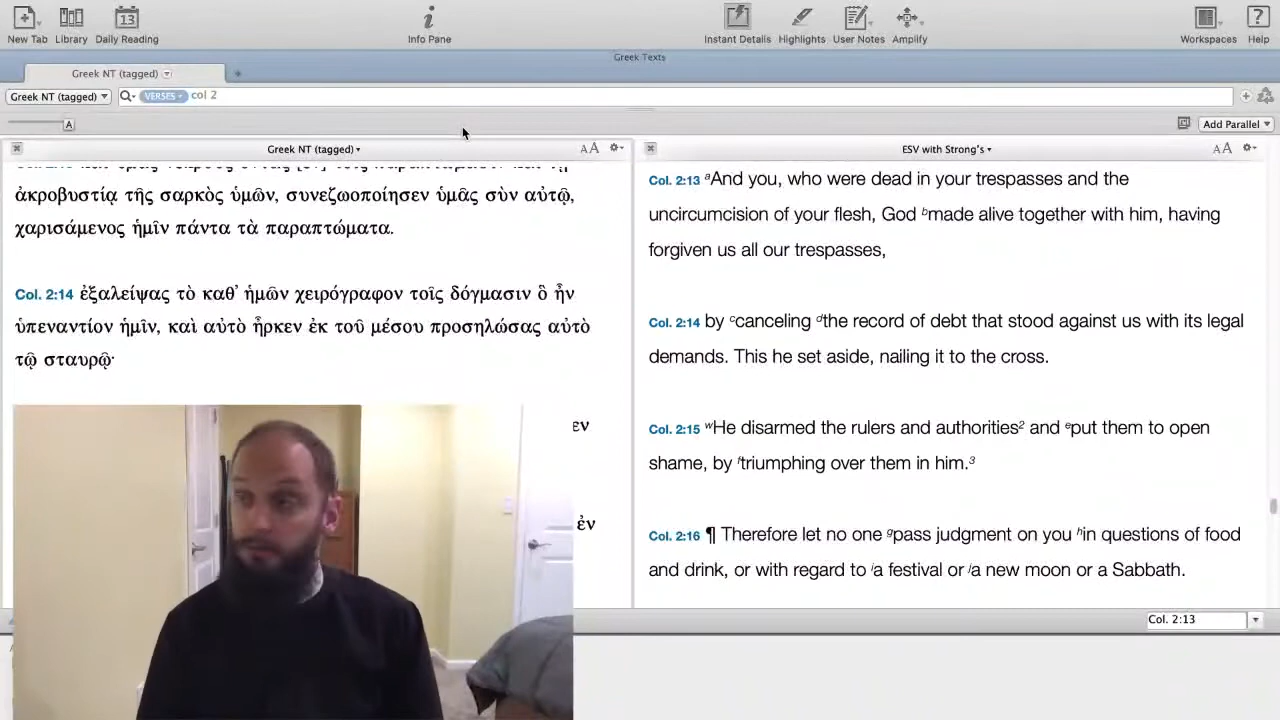 New Tab Library Daily Reading Info Pane Instant Details Highlights User Notes Amplify Workspaces Help
13
Greek Texts
Greek NT (tagged)
Greek NT (tagged) VERSES col 2
A Add Parallel
Greek NT (tagged) AA
ἀκροβυστίᾳ τῆς σαρκὸς ὑμῶν, συνεζωοποίησεν ὑμᾶς σὺν αὐτῷ,
χαρισάμενος ἡμῖν πάντα τὰ παραπτώματα.
Col. 2:14 ἐξαλείψας τὸ καθ’ ἡμῶν χειρόγραφον τοῖς δόγμασιν ὃ ἦν
ὑπεναντίον ἡμῖν, καὶ αὐτὸ ἦρκεν ἐκ τοῦ μέσου προσηλώσας αὐτὸ
τῷ σταυρῷ·
εν
ἐν
ESV with Strong's AA
Col. 2:13 aAnd you, who were dead in your trespasses and the
uncircumcision of your flesh, God bmade alive together with him, having
forgiven us all our trespasses,
Col. 2:14 by ccanceling dthe record of debt that stood against us with its legal
demands. This he set aside, nailing it to the cross.
Col. 2:15 wHe disarmed the rulers and authorities2 and eput them to open
shame, by ftriumphing over them in him.3
Col. 2:16 ¶ Therefore let no one gpass judgment on you hin questions of food
and drink, or with regard to ia festival or ja new moon or a Sabbath.
Col. 2:13